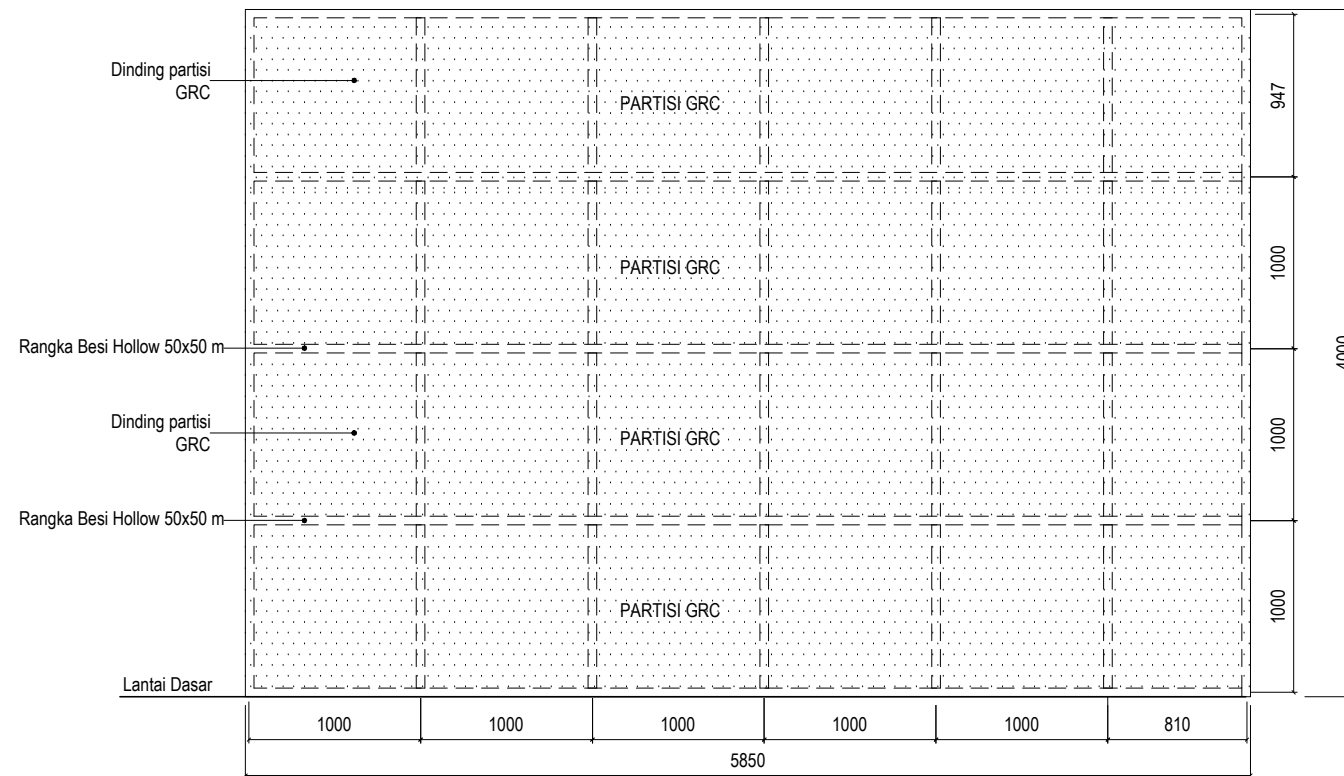 Dinding partisi
GRC
PARTISI GRC
947
PARTISI GRC
1000
Rangka Besi Hollow 50x50 m
4000
Dinding partisi
GRC
PARTISI GRC
1000
Rangka Besi Hollow 50x50 m
PARTISI GRC
1000
Lantai Dasar
1000 1000 1000 1000 1000 810
5850